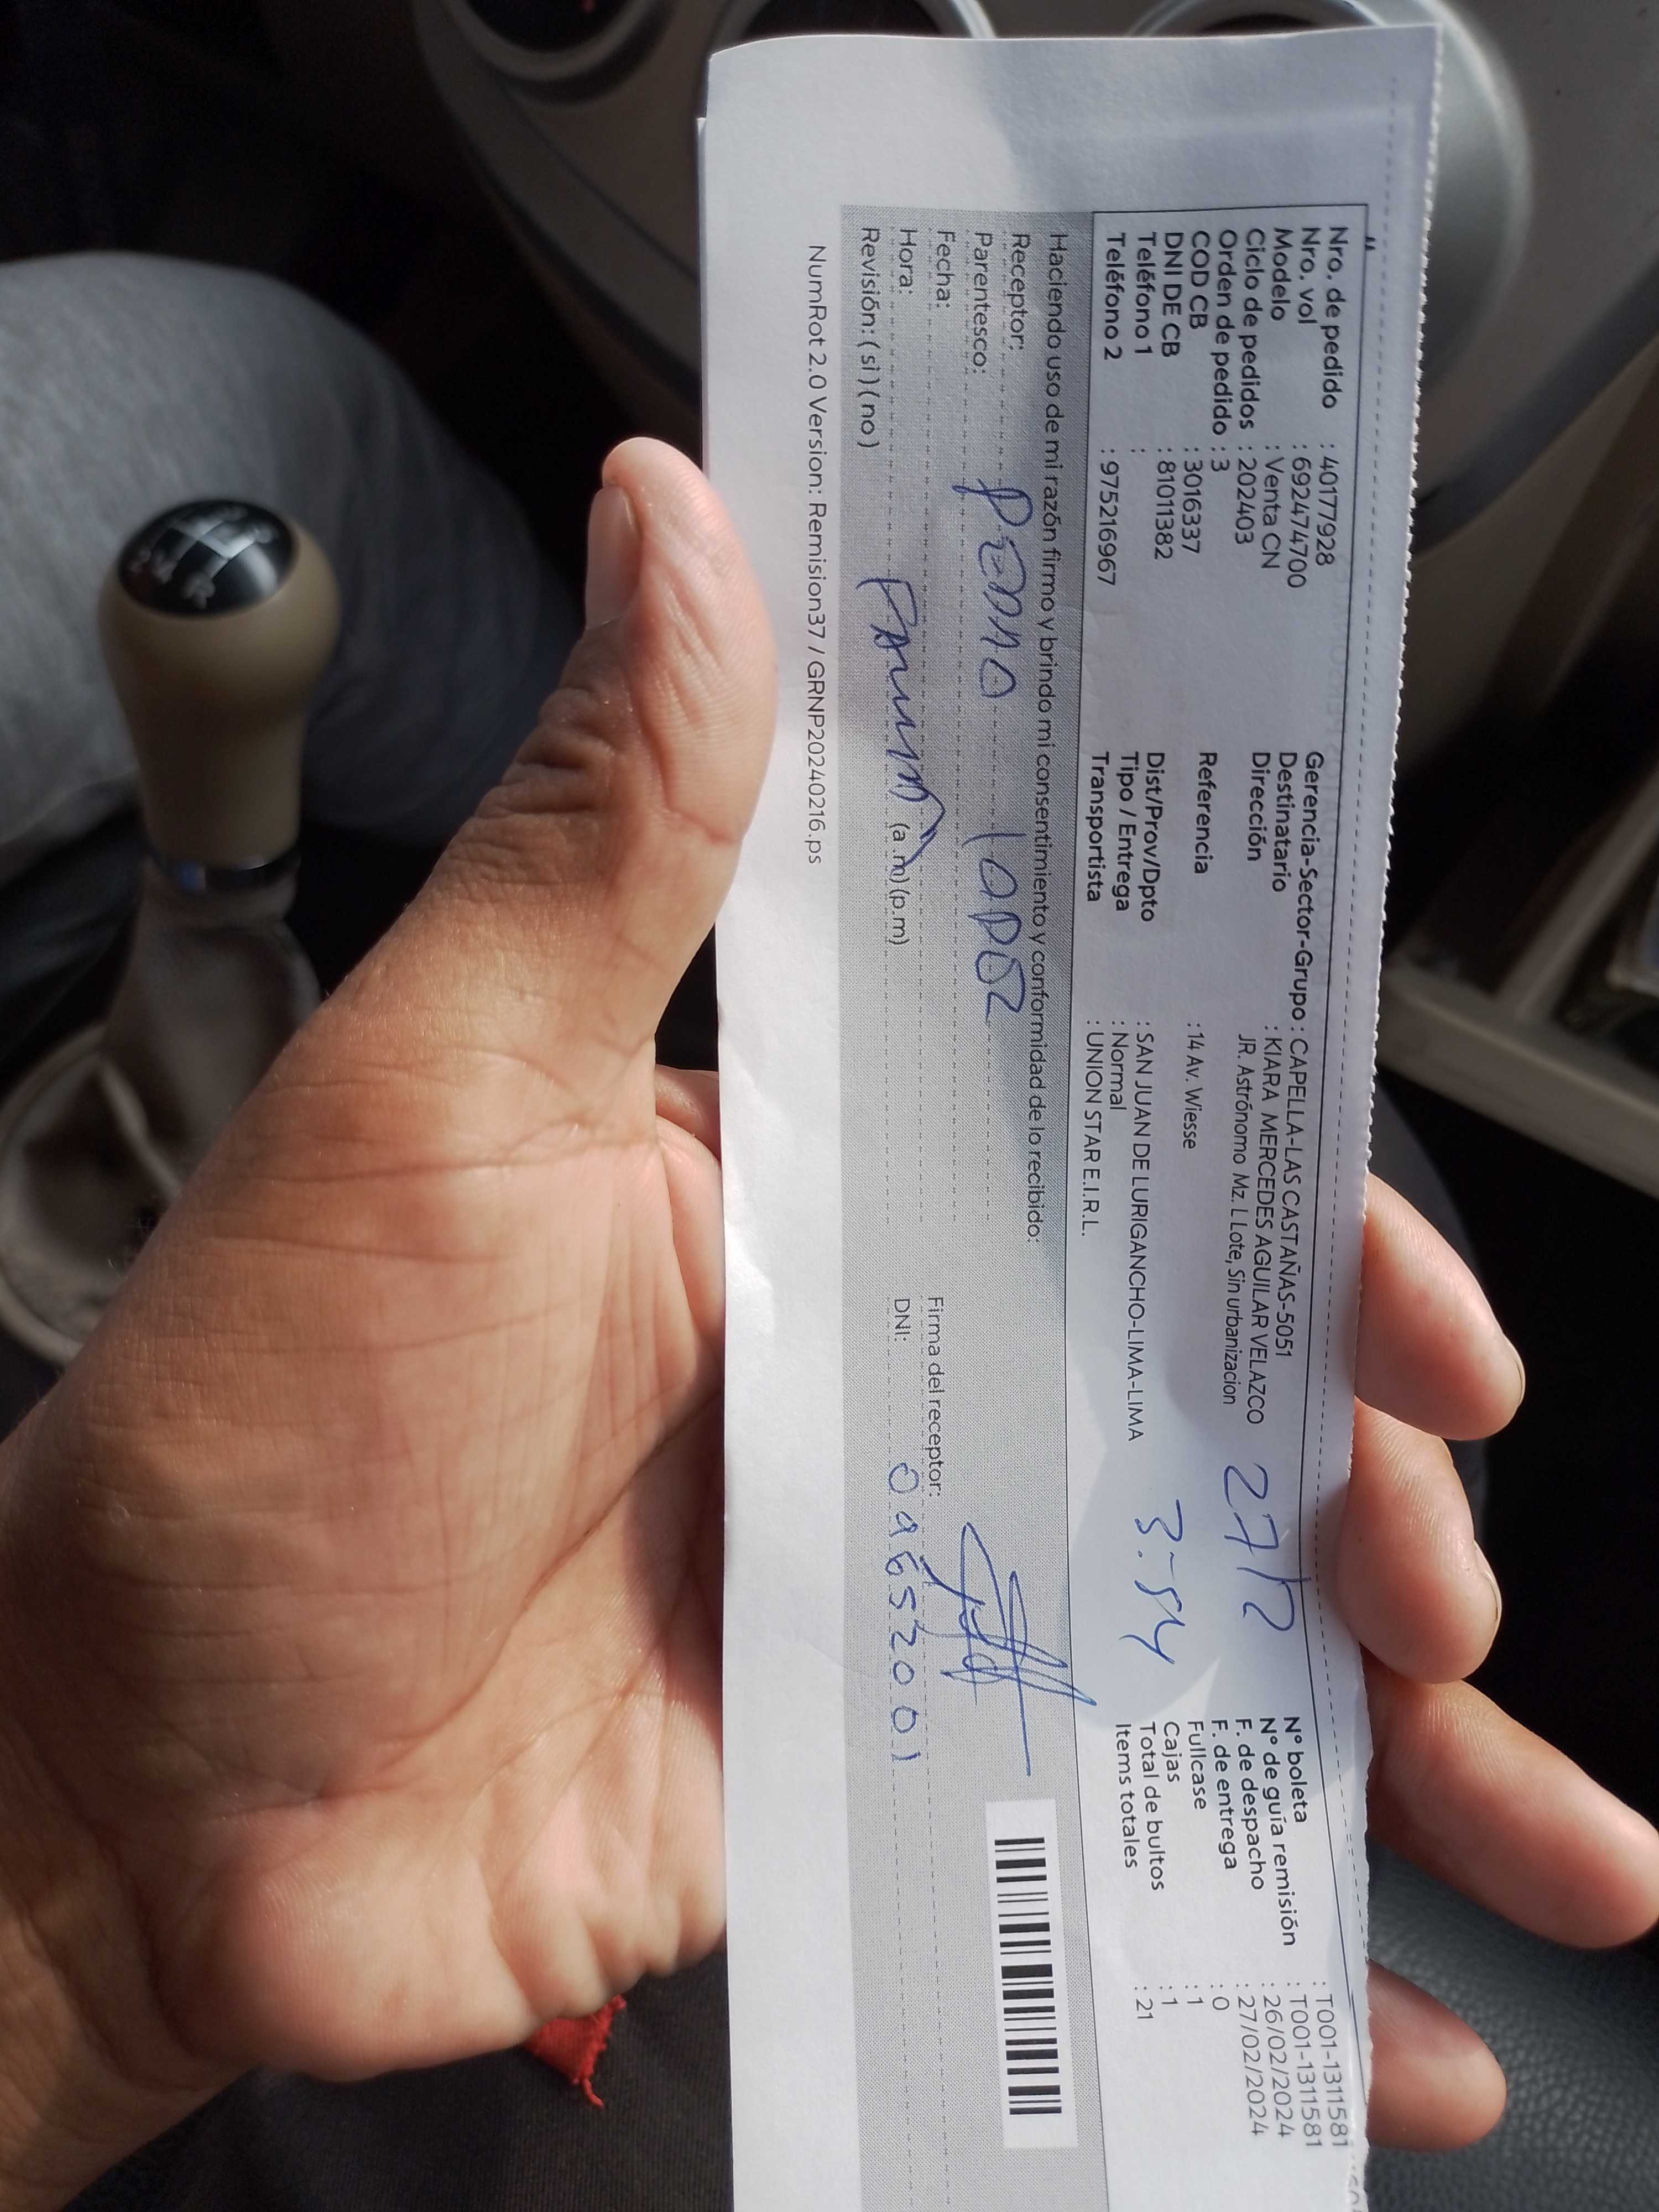 Nro. de pedido : 40177928
Nro. vol : 692474700
Modelo : Venta CN
Ciclo de pedidos : 202403
Orden de pedido : 3
COD CB : 3016337
DNI DE CB : 81011382
Teléfono 1 :
Teléfono 2 : 975216967
Gerencia-Sector-Grupo : CAPELLA-LAS CASTAÑAS-5051
Destinatario : KIARA MERCEDES AGUILAR VELAZCO
Dirección JR. Astrónomo Mz. L Lote, Sin urbanizacion
Referencia :14 Av. Wiesse
Dist/Prov/Dpto : SAN JUAN DE LURIGANCHO-LIMA-LIMA
Tipo / Entrega : Normal
Transportista : UNION STAR E.I.R.L.
27/2
3-54
N° boleta : T001-1311581
N° de guía remisión : T001-1311581
F. de despacho : 26/02/2024
F. de entrega : 27/02/2024
Fullcase : 0
Cajas : 1
Total de bultos : 1
Items totales : 21
Haciendo uso de mi razón firmo y brindo mi consentimiento y conformidad de lo recibido:
Receptor:
Parentesco:
Fecha:
Hora: (a.m) (p.m)
Revisión: ( si ) ( no )
Firma del receptor:
DNI: 09652001
NumRot 2.0 Version: Remision37 / GRNP20240216.ps